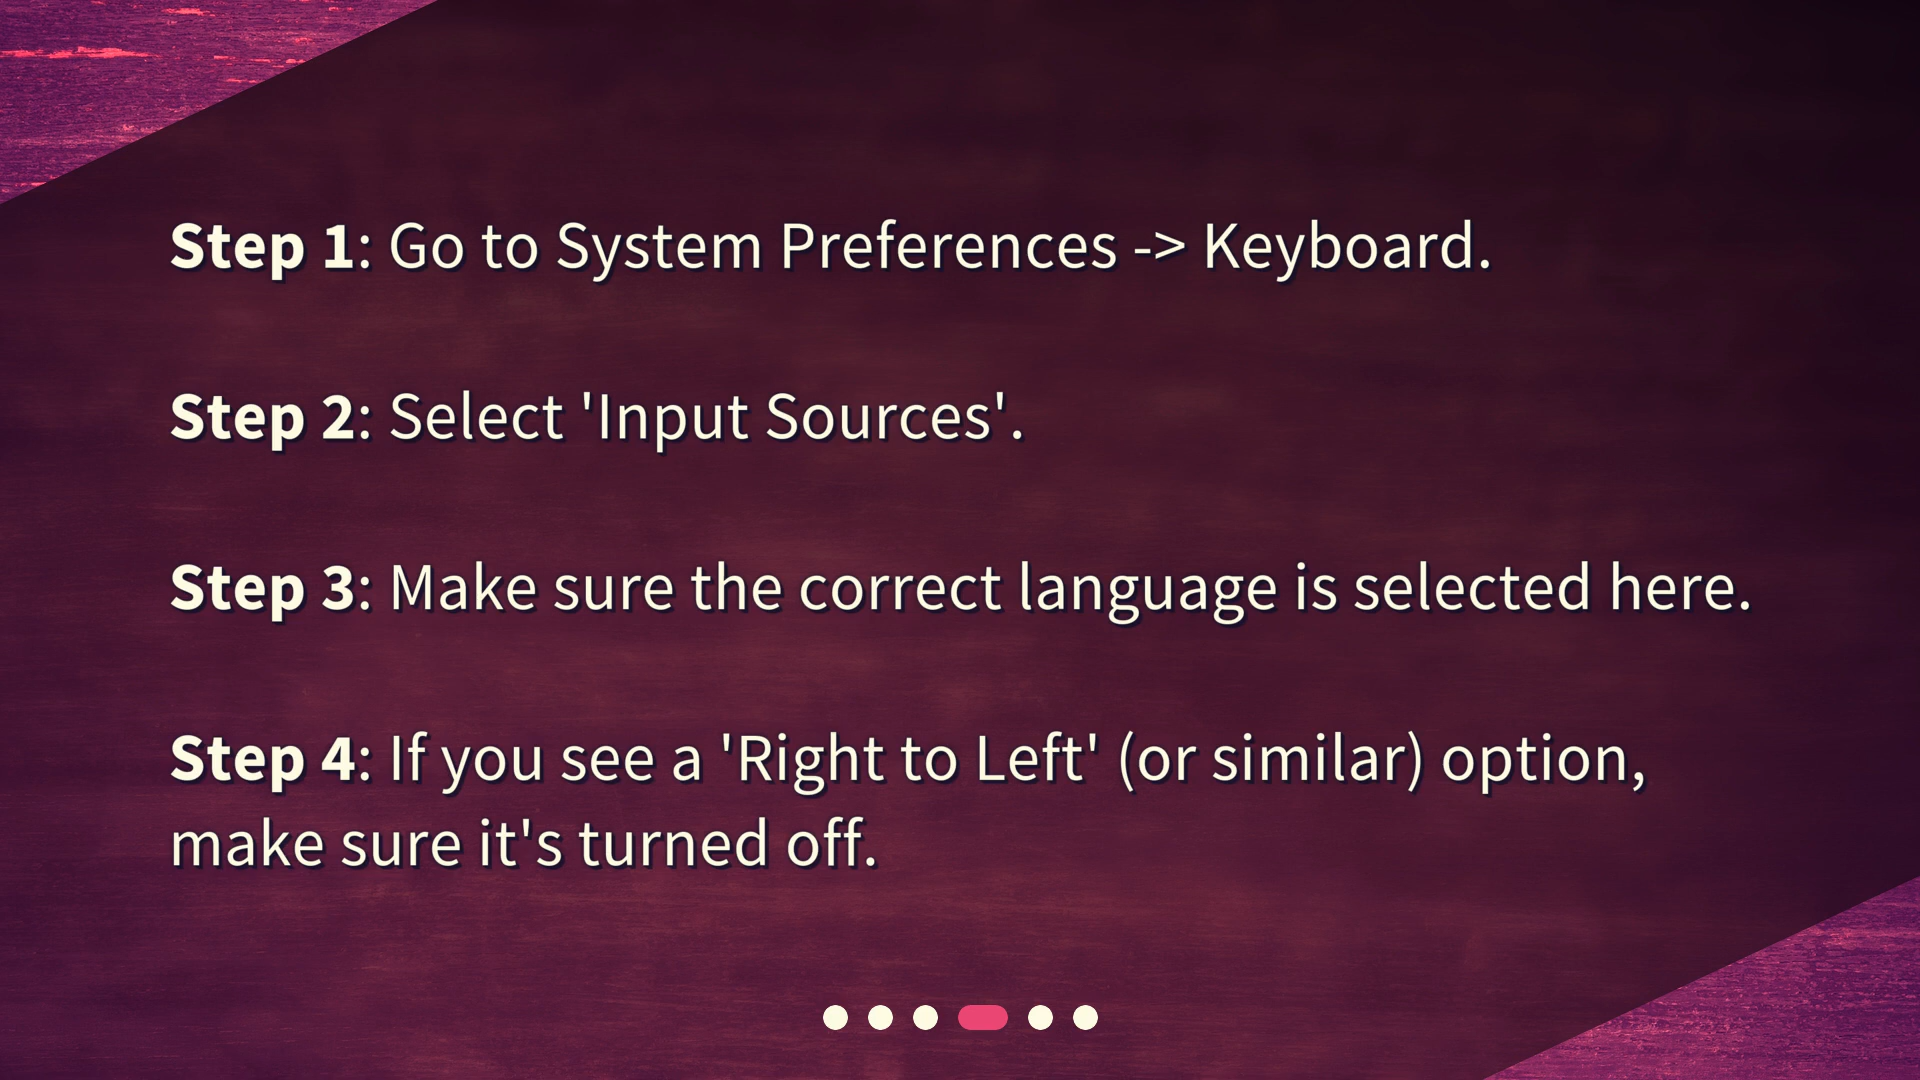 Step 1: Go to System Preferences -> Keyboard.
Step 2: Select 'Input Sources'.
Step 3: Make sure the correct language is selected here.
Step 4: If you see a 'Right to Left' (or similar) option,
make sure it's turned off.